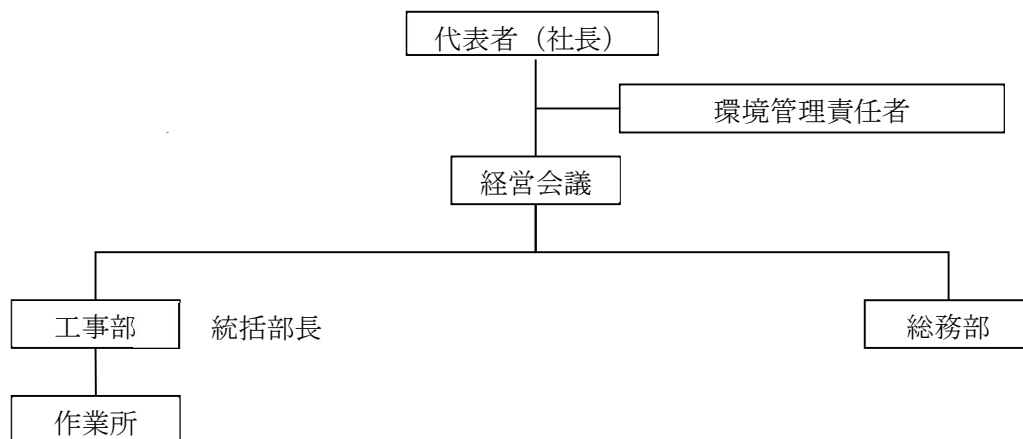 代表者（社長）
環境管理責任者
経営会議
工事部
統括部長
総務部
作業所